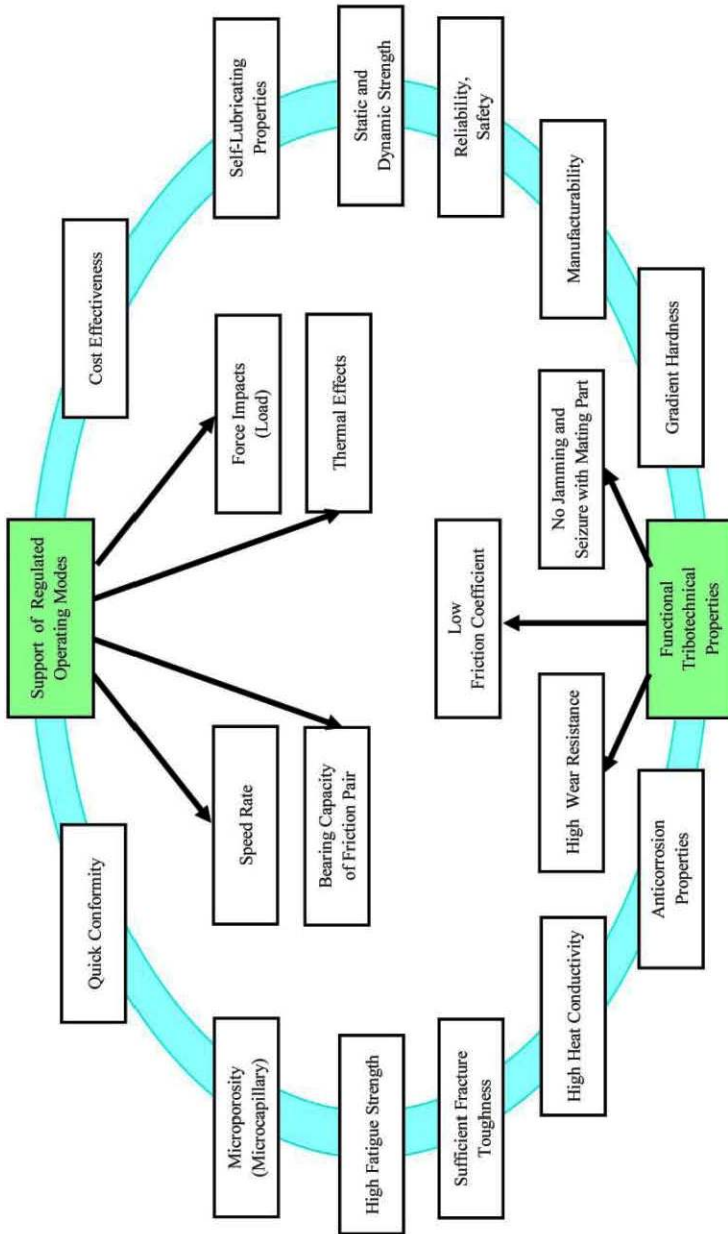 Support of Regulated
Operating Modes
Quick Conformity
Cost Effectiveness
Microporosity
(Microcapillary)
Speed Rate
Force Impacts
(Load)
Self-Lubricating
Properties
High Fatigue Strength
Bearing Capacity
of Friction Pair
Thermal Effects
Static and
Dynamic Strength
Sufficient Fracture
Toughness
Low
Friction Coefficient
Reliability,
Safety
High Heat Conductivity
High Wear Resistance
No Jamming and
Seizure with Mating Part
Manufacturability
Anticorrosion
Properties
Functional
Tribotechnical
Properties
Gradient Hardness